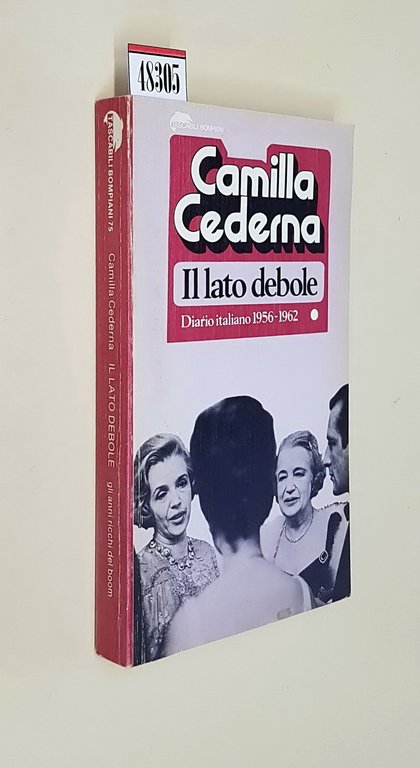 48305
TASCABILI BOMPIANI
Camilla
Cederna
Il lato debole
Diario italiano 1956-1962
TASCABILI BOMPIANI 75
Camilla Cederna IL LATO DEBOLE gli anni ricchi del boom